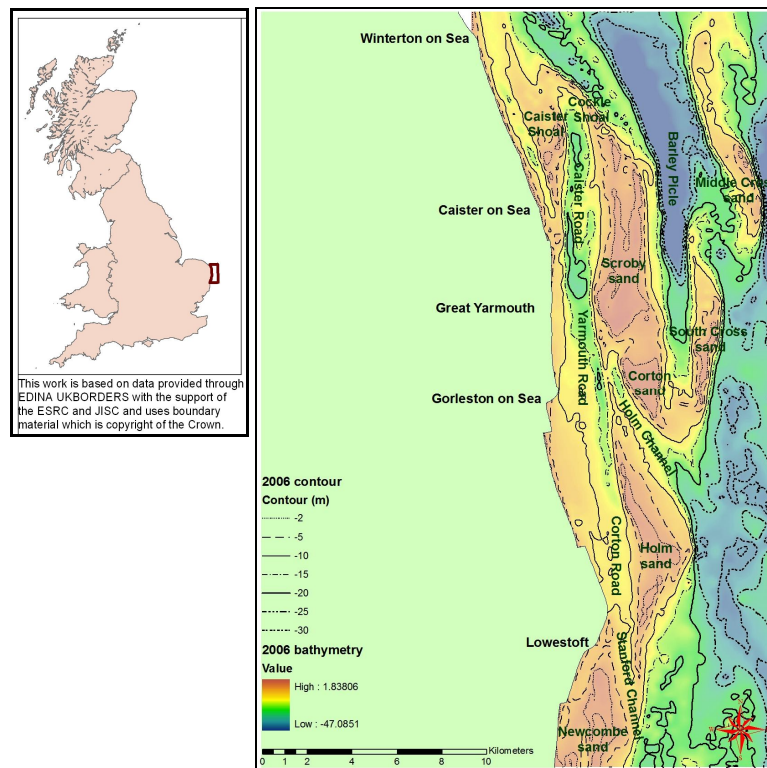 This work is based on data provided through
EDINA UKBORDERS with the support of
the ESRC and JISC and uses boundary
material which is copyright of the Crown.
Winterton on Sea
Caister on Sea
Great Yarmouth
Gorleston on Sea
Lowestoft
Cockle
Shoal
Caister
Shoal
Caister Road
Barley Picle
Middle Cros
sand
Scroby
sand
Yarmouth Road
South Cross
sand
Corton
sand
Holm Channel
Corton Road
Holm
sand
Stanford Channel
Newcombe
sand
2006 contour
Contour (m)
-2
-5
-10
-15
-20
-25
-30
2006 bathymetry
Value
High : 1.83806
Low : -47.0851
Kilometers
0 1 2 4 6 8 10